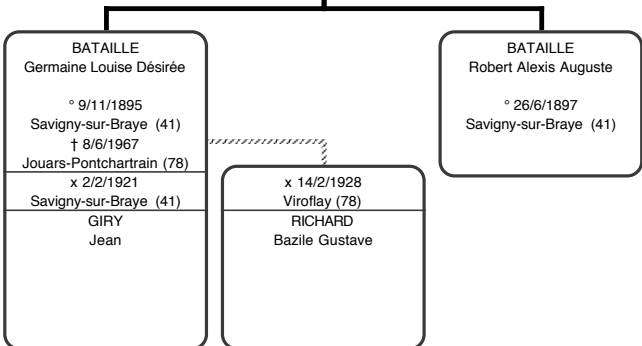 BATAILLE
Germaine Louise Désirée
° 9/11/1895
Savigny-sur-Braye (41)
† 8/6/1967
Jouars-Pontchartrain (78)
x 2/2/1921
Savigny-sur-Braye (41)
GIRY
Jean
x 14/2/1928
Viroflay (78)
RICHARD
Bazile Gustave
BATAILLE
Robert Alexis Auguste
° 26/6/1897
Savigny-sur-Braye (41)